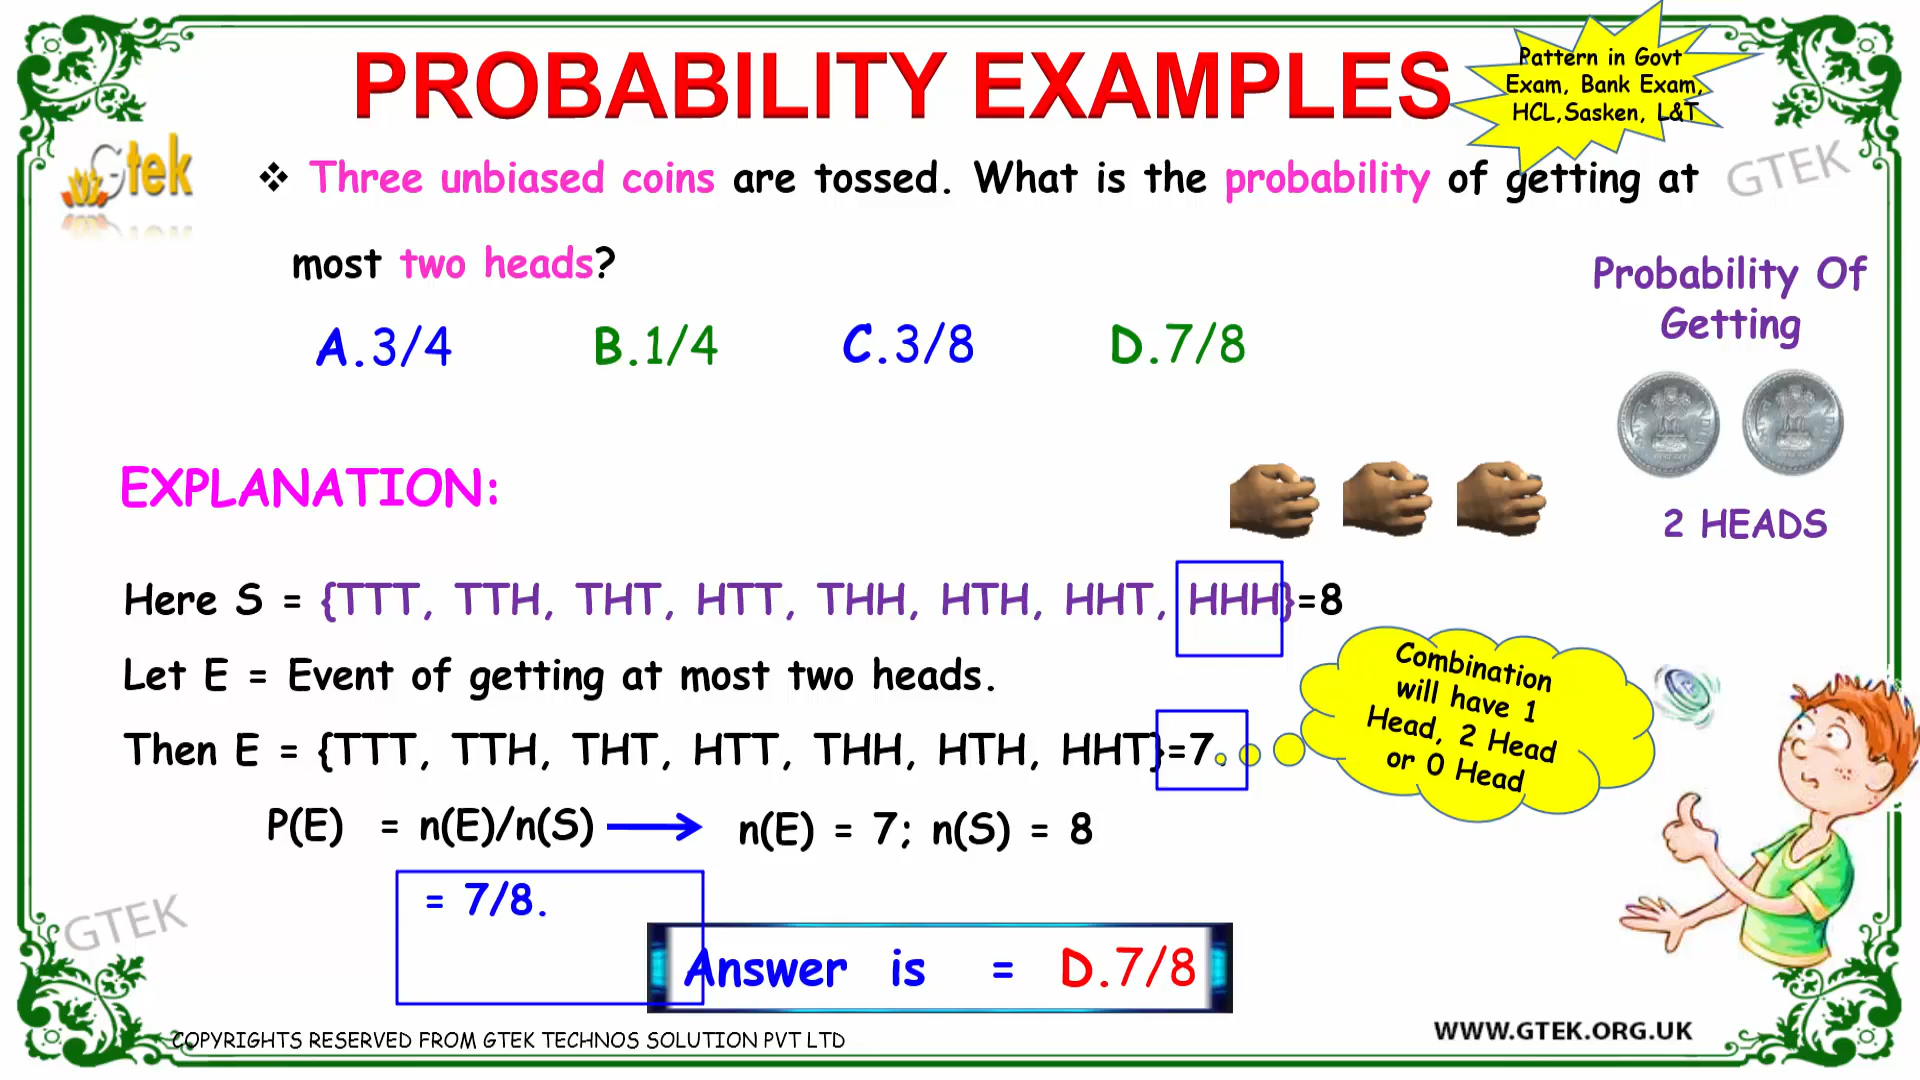 PROBABILITY EXAMPLES
Pattern in Govt
Exam, Bank Exam,
HCL,Sasken, L&T
Gtek
❖ Three unbiased coins are tossed. What is the probability of getting at
GTEK
most two heads?
Probability Of
Getting
A.3/4 B.1/4 C.3/8 D.7/8
2 HEADS
EXPLANATION:
Here S = {TTT, TTH, THT, HTT, THH, HTH, HHT, HHH}=8
Let E = Event of getting at most two heads.
Then E = {TTT, TTH, THT, HTT, THH, HTH, HHT}=7.
Combination
will have 1
Head, 2 Head
or 0 Head
P(E) = n(E)/n(S) → n(E) = 7; n(S) = 8
= 7/8.
GTEK
Answer is = D.7/8
COPYRIGHTS RESERVED FROM GTEK TECHNOS SOLUTION PVT LTD
WWW.GTEK.ORG.UK